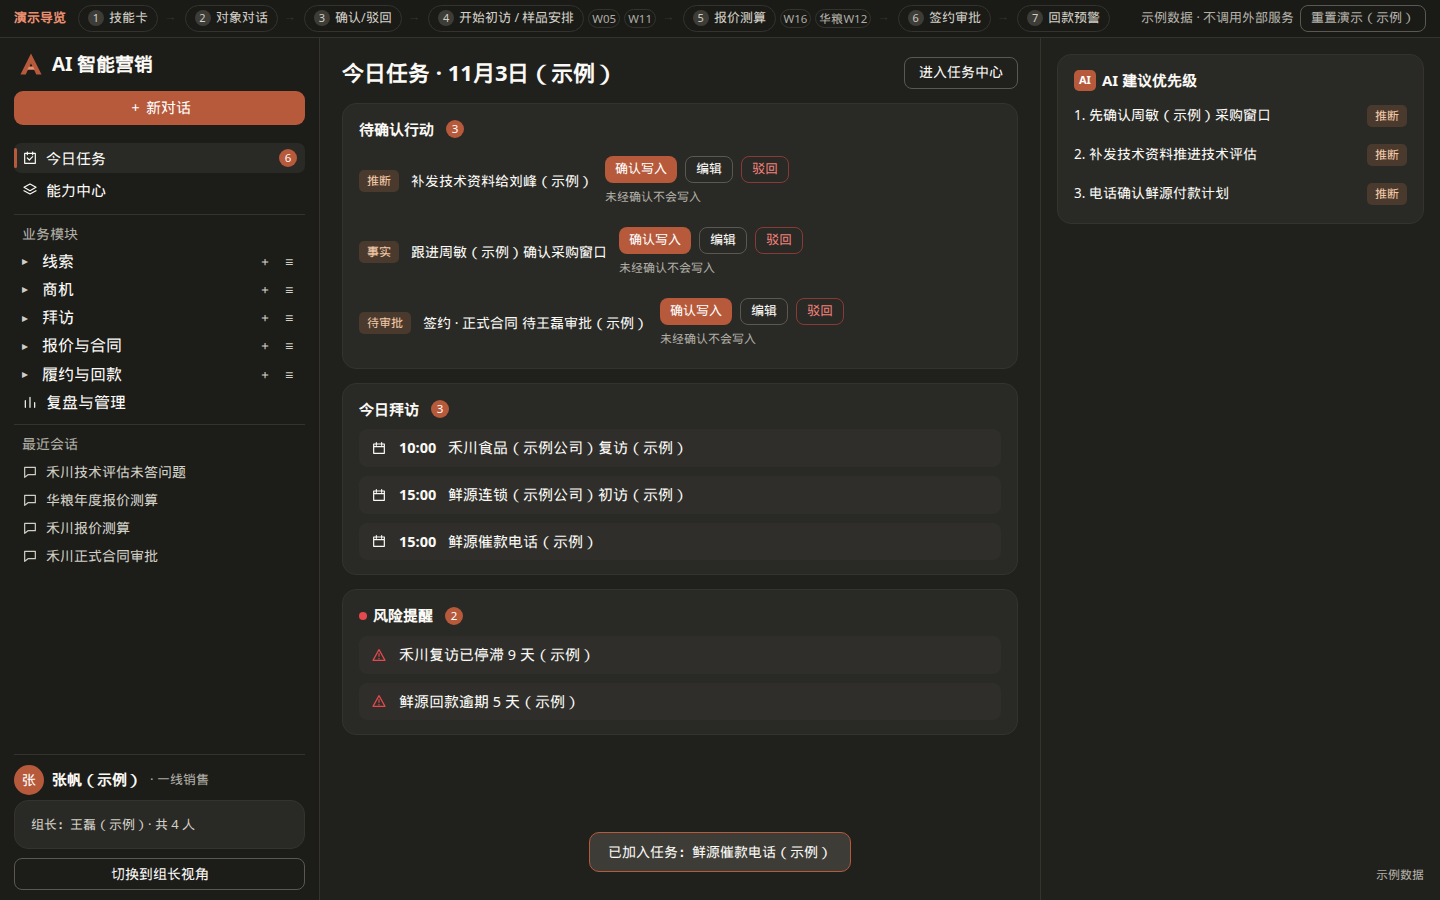 演示导览 1 技能卡 → 2 对象对话 → 3 确认/驳回 → 4 开始初访 / 样品安排 W05 W11 → 5 报价测算 W16 华粮W12 → 6 签约审批 → 7 回款预警 示例数据 · 不调用外部服务 重置演示（示例）
AI 智能营销
+ 新对话
今日任务 6
能力中心
业务模块
▸ 线索 + ≡
▸ 商机 + ≡
▸ 拜访 + ≡
▸ 报价与合同 + ≡
▸ 履约与回款 + ≡
复盘与管理
最近会话
禾川技术评估未答问题
华粮年度报价测算
禾川报价测算
禾川正式合同审批
张 张帆（示例） · 一线销售
组长：王磊（示例）· 共 4 人
切换到组长视角
今日任务 · 11月3日（示例）
进入任务中心
待确认行动 3
推断 补发技术资料给刘峰（示例） 确认写入 编辑 驳回
未经确认不会写入
事实 跟进周敏（示例）确认采购窗口 确认写入 编辑 驳回
未经确认不会写入
待审批 签约 · 正式合同 待王磊审批（示例） 确认写入 编辑 驳回
未经确认不会写入
今日拜访 3
10:00 禾川食品（示例公司）复访（示例）
15:00 鲜源连锁（示例公司）初访（示例）
15:00 鲜源催款电话（示例）
风险提醒 2
禾川复访已停滞 9 天（示例）
鲜源回款逾期 5 天（示例）
已加入任务：鲜源催款电话（示例）
AI AI 建议优先级
1. 先确认周敏（示例）采购窗口 推断
2. 补发技术资料推进技术评估 推断
3. 电话确认鲜源付款计划 推断
示例数据